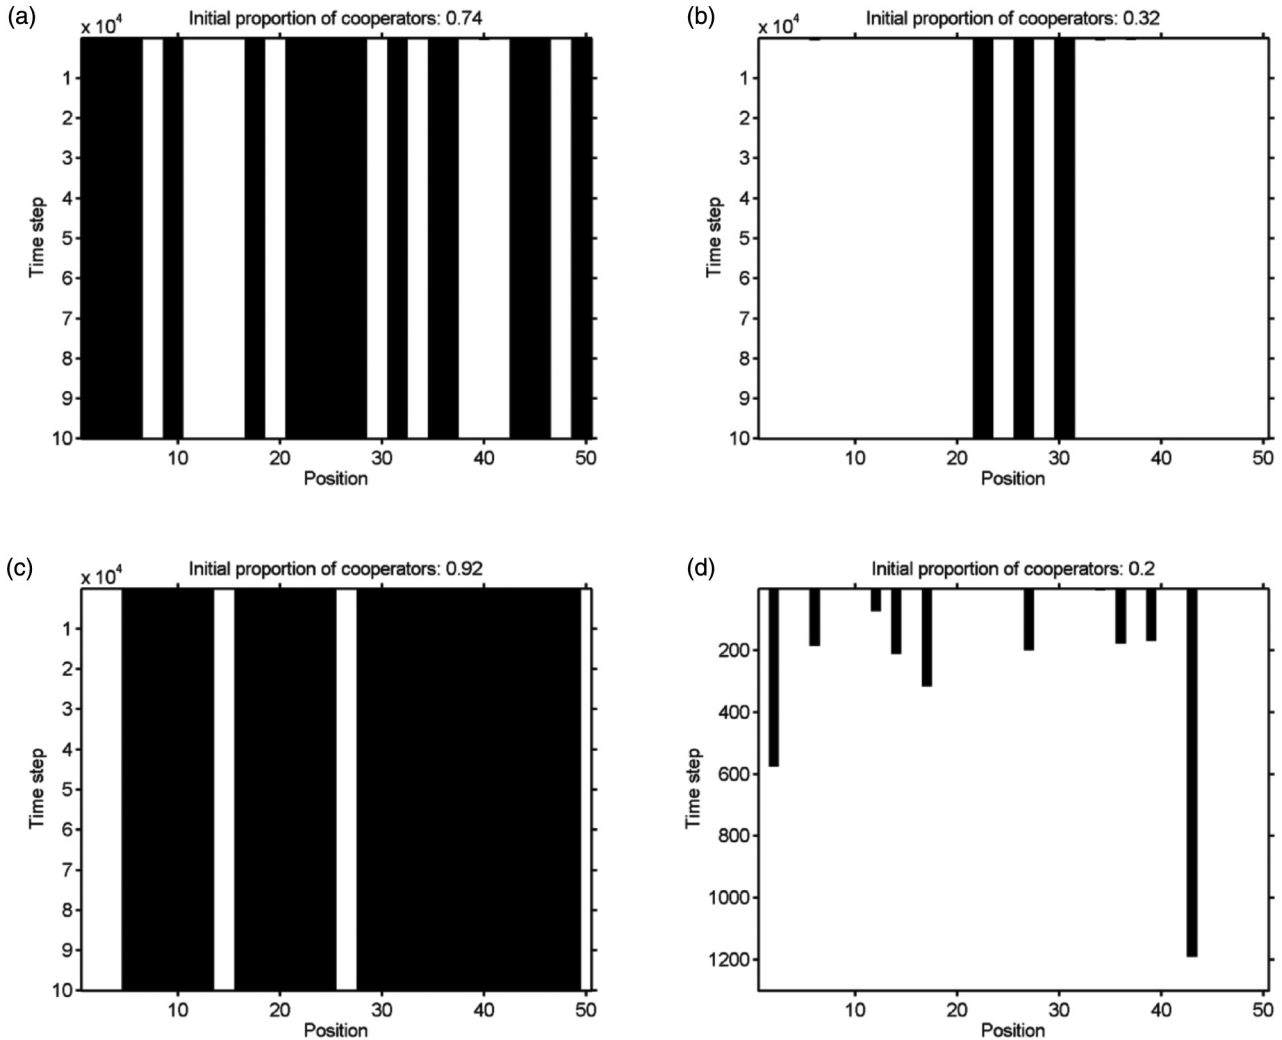 (a)
Initial proportion of cooperators: 0.74
x 10^4
1
2
3
4
5
6
7
8
9
10
Time step
10 20 30 40 50
Position
(b)
Initial proportion of cooperators: 0.32
x 10^4
1
2
3
4
5
6
7
8
9
10
Time step
10 20 30 40 50
Position
(c)
Initial proportion of cooperators: 0.92
x 10^4
1
2
3
4
5
6
7
8
9
10
Time step
10 20 30 40 50
Position
(d)
Initial proportion of cooperators: 0.2
200
400
600
800
1000
1200
Time step
10 20 30 40 50
Position